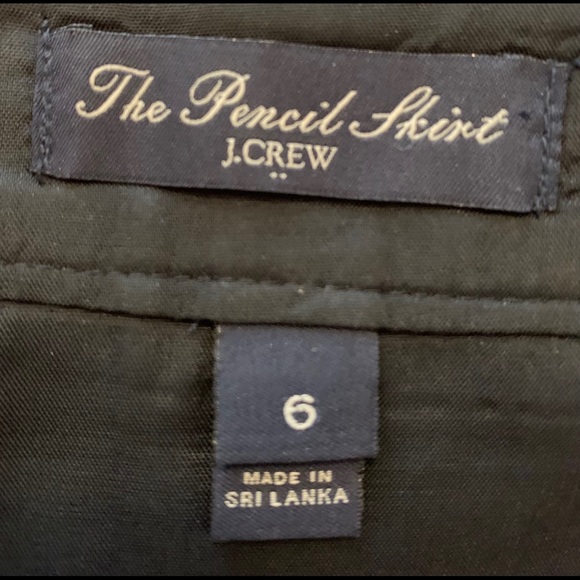 The Pencil Skirt
J.CREW
6
MADE IN
SRI LANKA